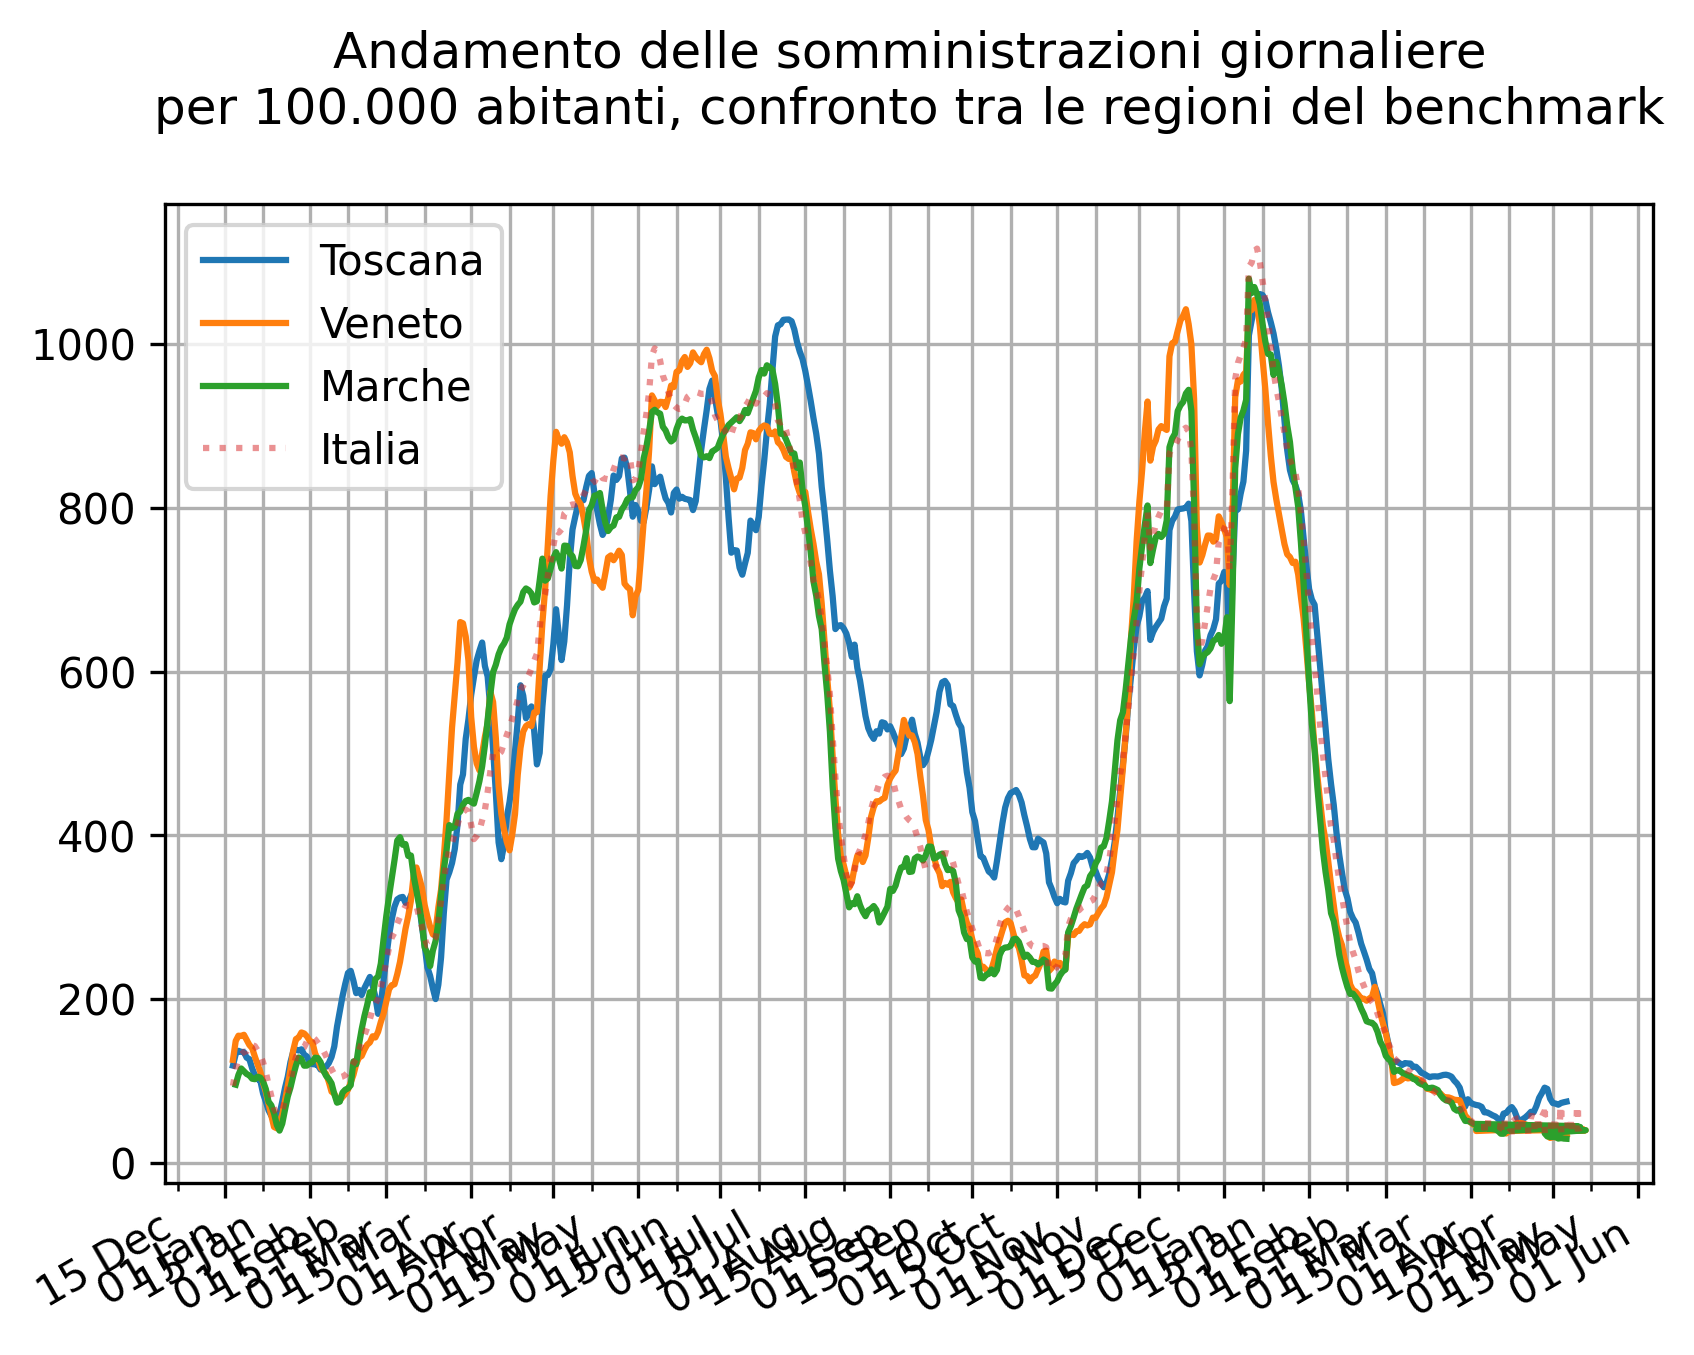 Andamento delle somministrazioni giornaliere
per 100.000 abitanti, confronto tra le regioni del benchmark
Toscana
Veneto
Marche
Italia
1000
800
600
400
200
0
15 Dec
01 Jan
15 Jan
01 Feb
15 Feb
01 Mar
15 Mar
01 Apr
15 Apr
01 May
15 May
01 Jun
15 Jun
01 Jul
15 Jul
01 Aug
15 Aug
01 Sep
15 Sep
01 Oct
15 Oct
01 Nov
15 Nov
01 Dec
15 Dec
01 Jan
15 Jan
01 Feb
15 Feb
01 Mar
15 Mar
01 Apr
15 Apr
01 May
15 May
01 Jun